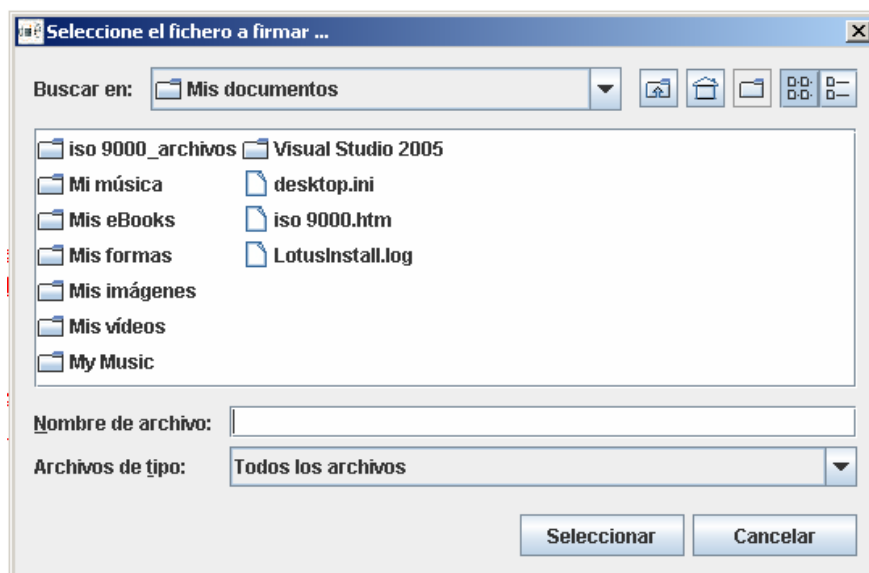 Seleccione el fichero a firmar ...
Buscar en: Mis documentos
iso 9000_archivos Visual Studio 2005
Mi música desktop.ini
Mis eBooks iso 9000.htm
Mis formas LotusInstall.log
Mis imágenes
Mis vídeos
My Music
Nombre de archivo:
Archivos de tipo: Todos los archivos
Seleccionar Cancelar